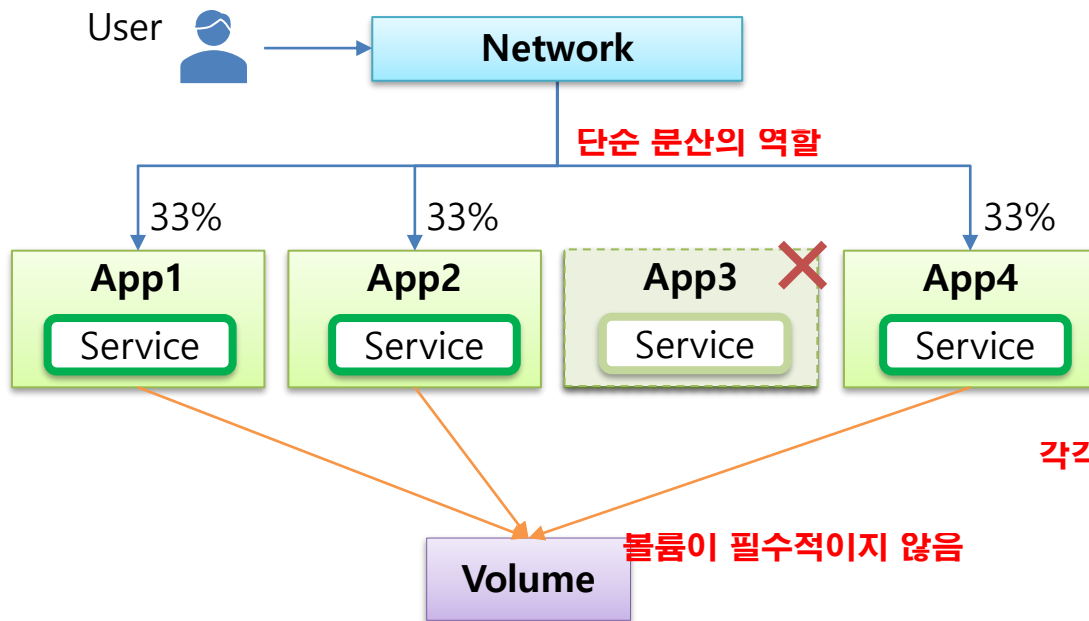 User
Network
단순 분산의 역할
33%
33%
33%
App1
App2
App3
App4
Service
Service
Service
Service
볼륨이 필수적이지 않음
Volume